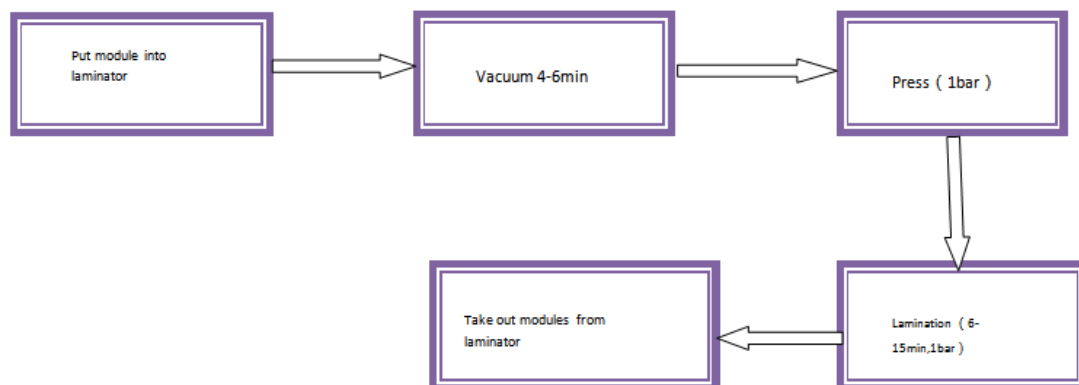 Put module into
laminator
Vacuum 4-6min
Press（1bar）
Lamination（6-
15min,1bar）
Take out modules from
laminator